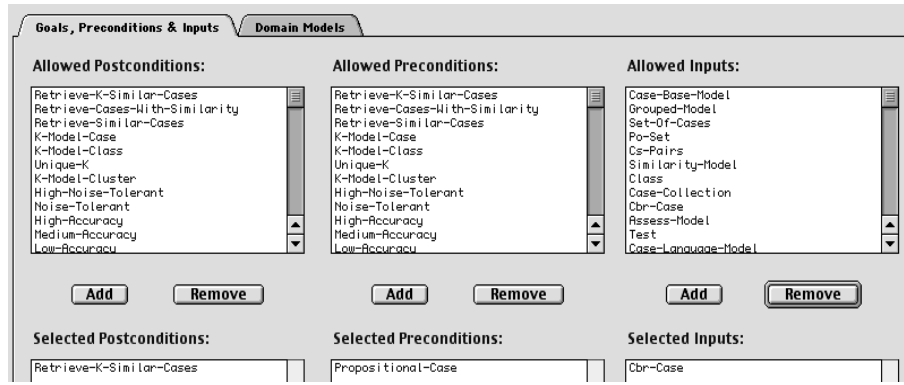 Goals, Preconditions & Inputs
Domain Models
Allowed Postconditions:
Retrieve-K-Similar-Cases
Retrieve-Cases-With-Similarity
Retrieve-Similar-Cases
K-Model-Case
K-Model-Class
Unique-K
K-Model-Cluster
High-Noise-Tolerant
Noise-Tolerant
High-Accuracy
Medium-Accuracy
Low-Accuracy
Add
Remove
Selected Postconditions:
Retrieve-K-Similar-Cases
Allowed Preconditions:
Retrieve-K-Similar-Cases
Retrieve-Cases-With-Similarity
Retrieve-Similar-Cases
K-Model-Case
K-Model-Class
Unique-K
K-Model-Cluster
High-Noise-Tolerant
Noise-Tolerant
High-Accuracy
Medium-Accuracy
Low-Accuracy
Add
Remove
Selected Preconditions:
Propositional-Case
Allowed Inputs:
Case-Base-Model
Grouped-Model
Set-Of-Cases
Po-Set
Cs-Pairs
Similarity-Model
Class
Case-Collection
Cbr-Case
Assess-Model
Test
Case-Language-Model
Add
Remove
Selected Inputs:
Cbr-Case